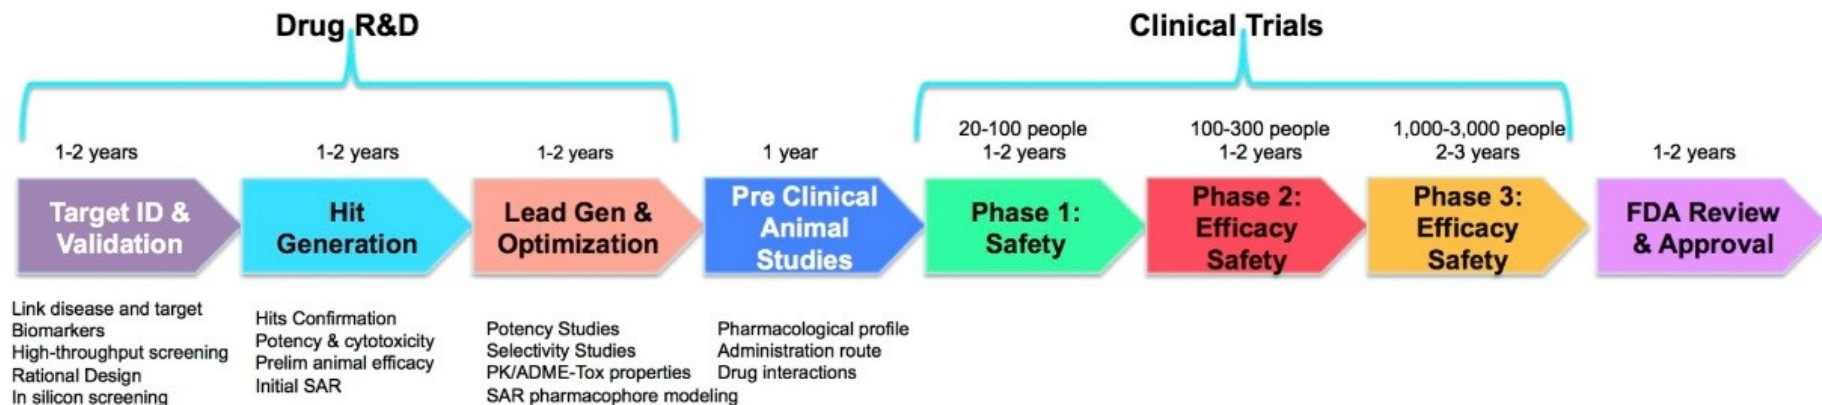 Drug R&D
Clinical Trials
1-2 years
1-2 years
1-2 years
1 year
20-100 people
1-2 years
100-300 people
1-2 years
1,000-3,000 people
2-3 years
1-2 years
Target ID &
Validation
Hit
Generation
Lead Gen &
Optimization
Pre Clinical
Animal
Studies
Phase 1:
Safety
Phase 2:
Efficacy
Safety
Phase 3:
Efficacy
Safety
FDA Review
& Approval
Link disease and target
Biomarkers
High-throughput screening
Rational Design
In silicon screening
Hits Confirmation
Potency & cytotoxicity
Prelim animal efficacy
Initial SAR
Potency Studies
Selectivity Studies
PK/ADME-Tox properties
SAR pharmacophore modeling
Pharmacological profile
Administration route
Drug interactions